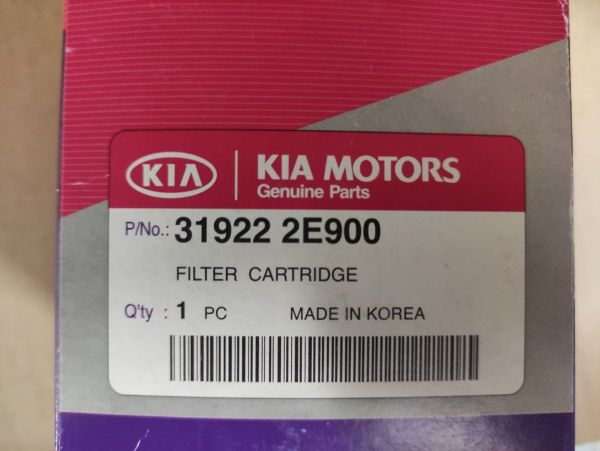 KIA KIA MOTORS
Genuine Parts
P/No.: 31922 2E900
FILTER CARTRIDGE
Q'ty : 1 PC MADE IN KOREA